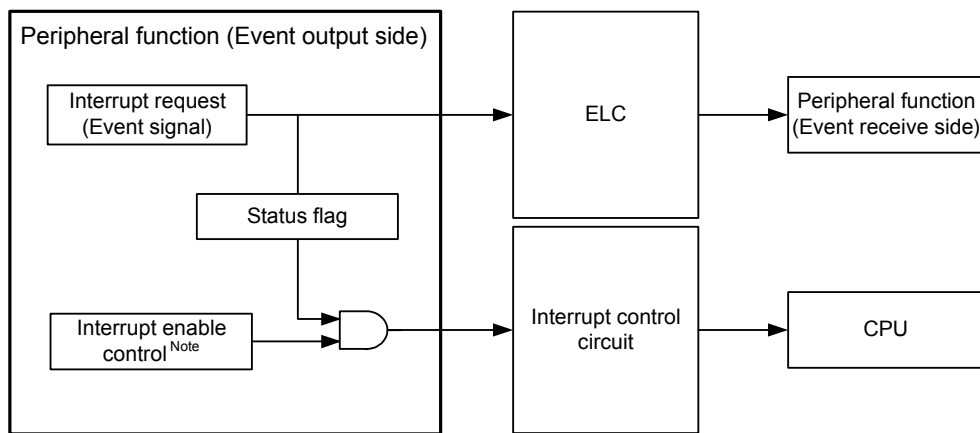 Peripheral function (Event output side)
Interrupt request
(Event signal)
ELC
Peripheral function
(Event receive side)
Status flag
Interrupt enable
control Note
Interrupt control
circuit
CPU